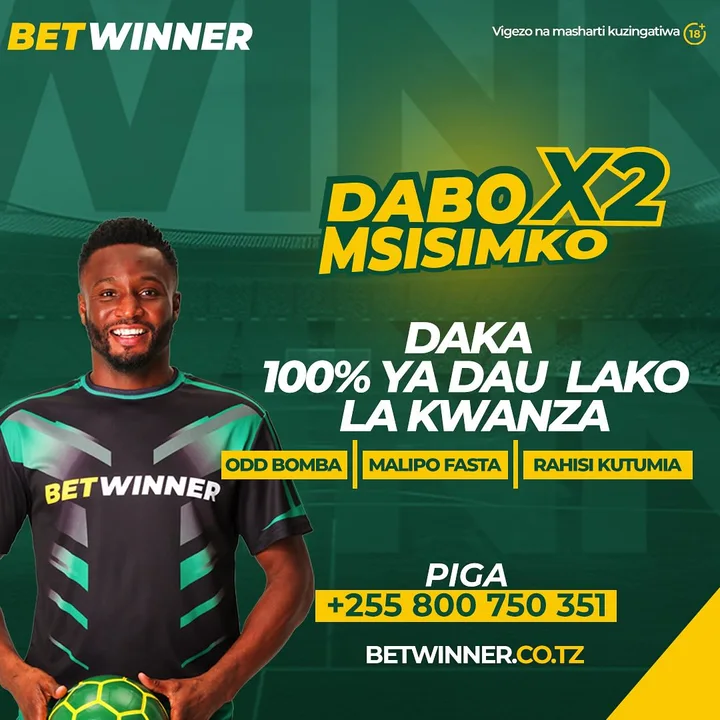 BETWINNER
Vigezo na masharti kuzingatiwa 18+
DABO X2
MSISIMKO
DAKA
100% YA DAU LAKO
LA KWANZA
ODD BOMBA | MALIPO FASTA | RAHISI KUTUMIA
BETWINNER
PIGA
+255 800 750 351
BETWINNER.CO.TZ